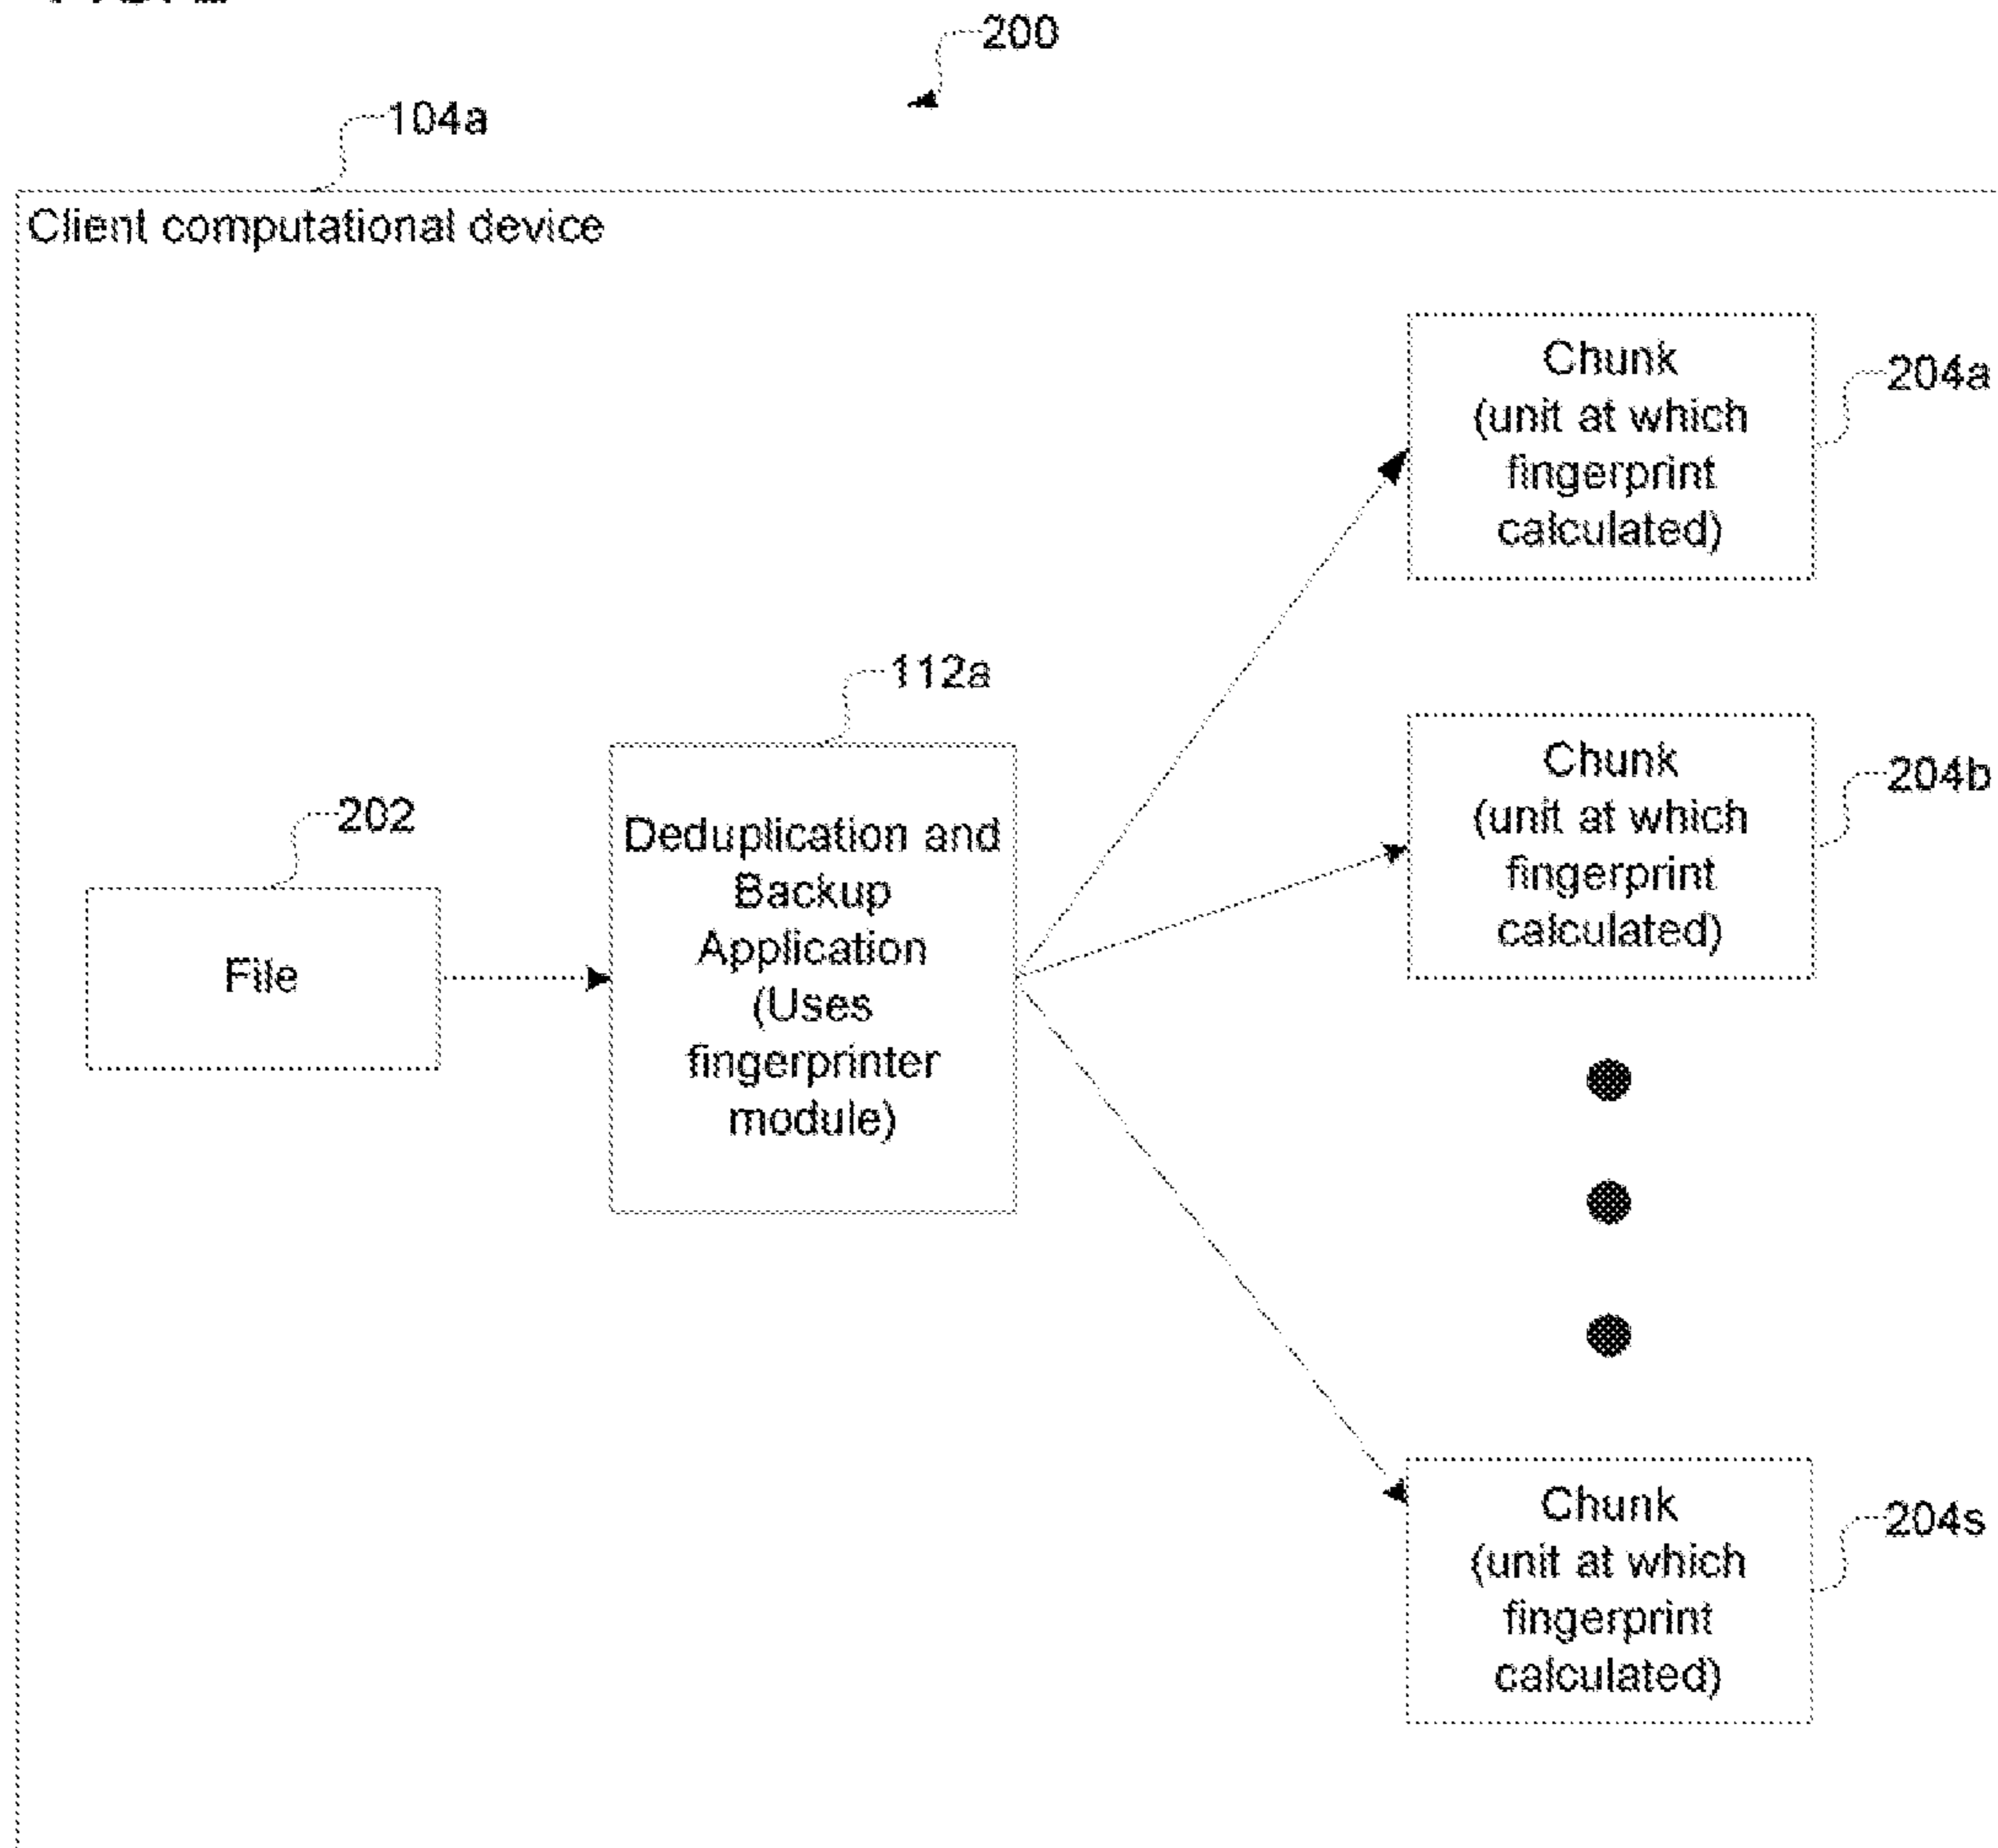 200
104a
Client computational device
Chunk
(unit at which
fingerprint
calculated)
204a
112a
Chunk
(unit at which
fingerprint
calculated)
204b
202
Deduplication and
Backup
Application
(Uses
fingerprinter
module)
File
Chunk
(unit at which
fingerprint
calculated)
204s